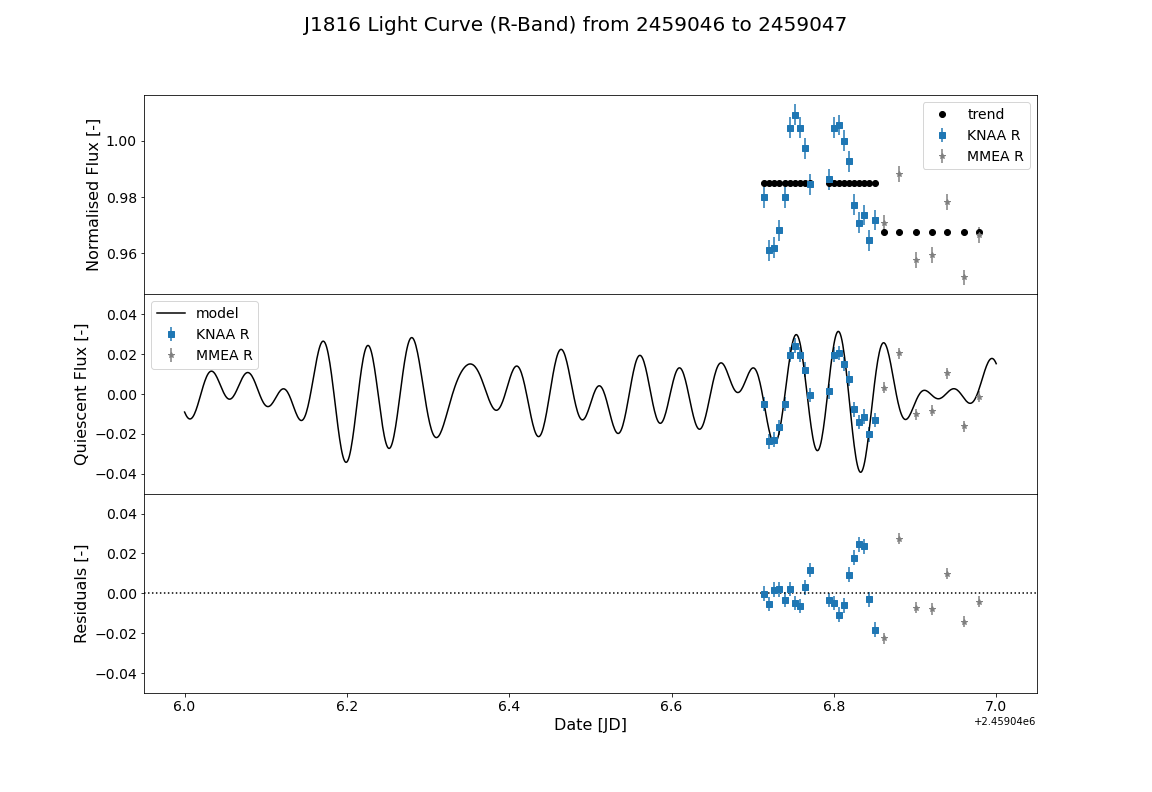 J1816 Light Curve (R-Band) from 2459046 to 2459047
Normalised Flux [-]
1.00
0.98
0.96
trend
KNAA R
MMEA R
Quiescent Flux [-]
0.04
0.02
0.00
−0.02
−0.04
model
KNAA R
MMEA R
Residuals [-]
0.04
0.02
0.00
−0.02
−0.04
6.0 6.2 6.4 6.6 6.8 7.0
Date [JD]
+2.45904e6